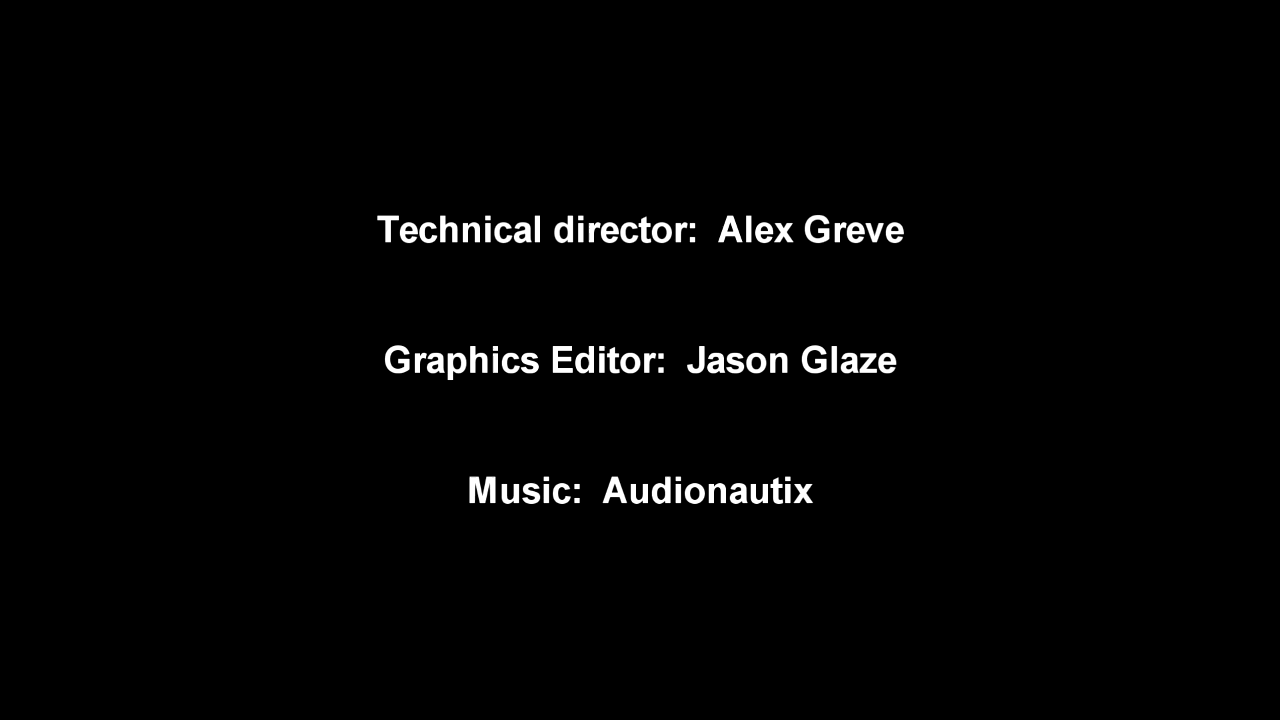 Technical director:  Alex Greve
Graphics Editor:  Jason Glaze
Music:  Audionautix